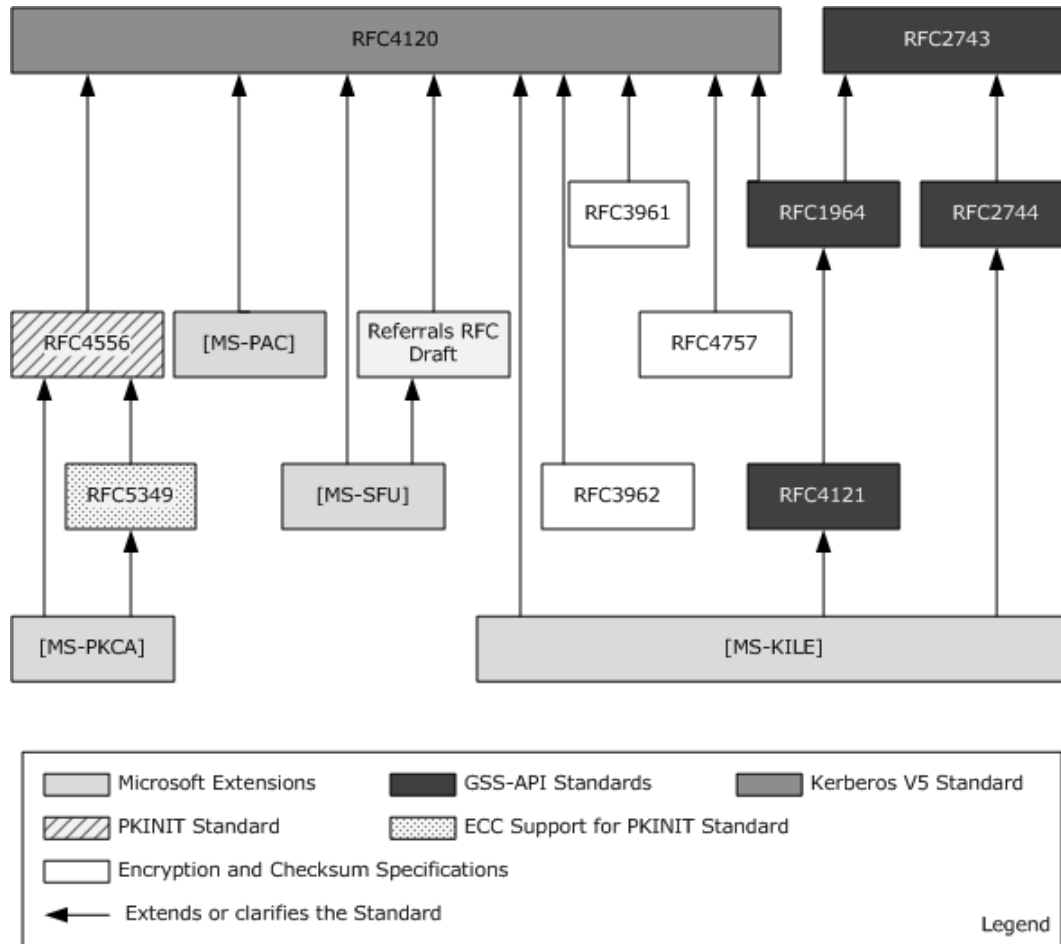 RFC4120
RFC2743
RFC3961
RFC1964
RFC2744
RFC4556
[MS-PAC]
Referrals RFC
Draft
RFC4757
RFC5349
[MS-SFU]
RFC3962
RFC4121
[MS-PKCA]
[MS-KILE]
Microsoft Extensions
GSS-API Standards
Kerberos V5 Standard
PKINIT Standard
ECC Support for PKINIT Standard
Encryption and Checksum Specifications
Extends or clarifies the Standard
Legend